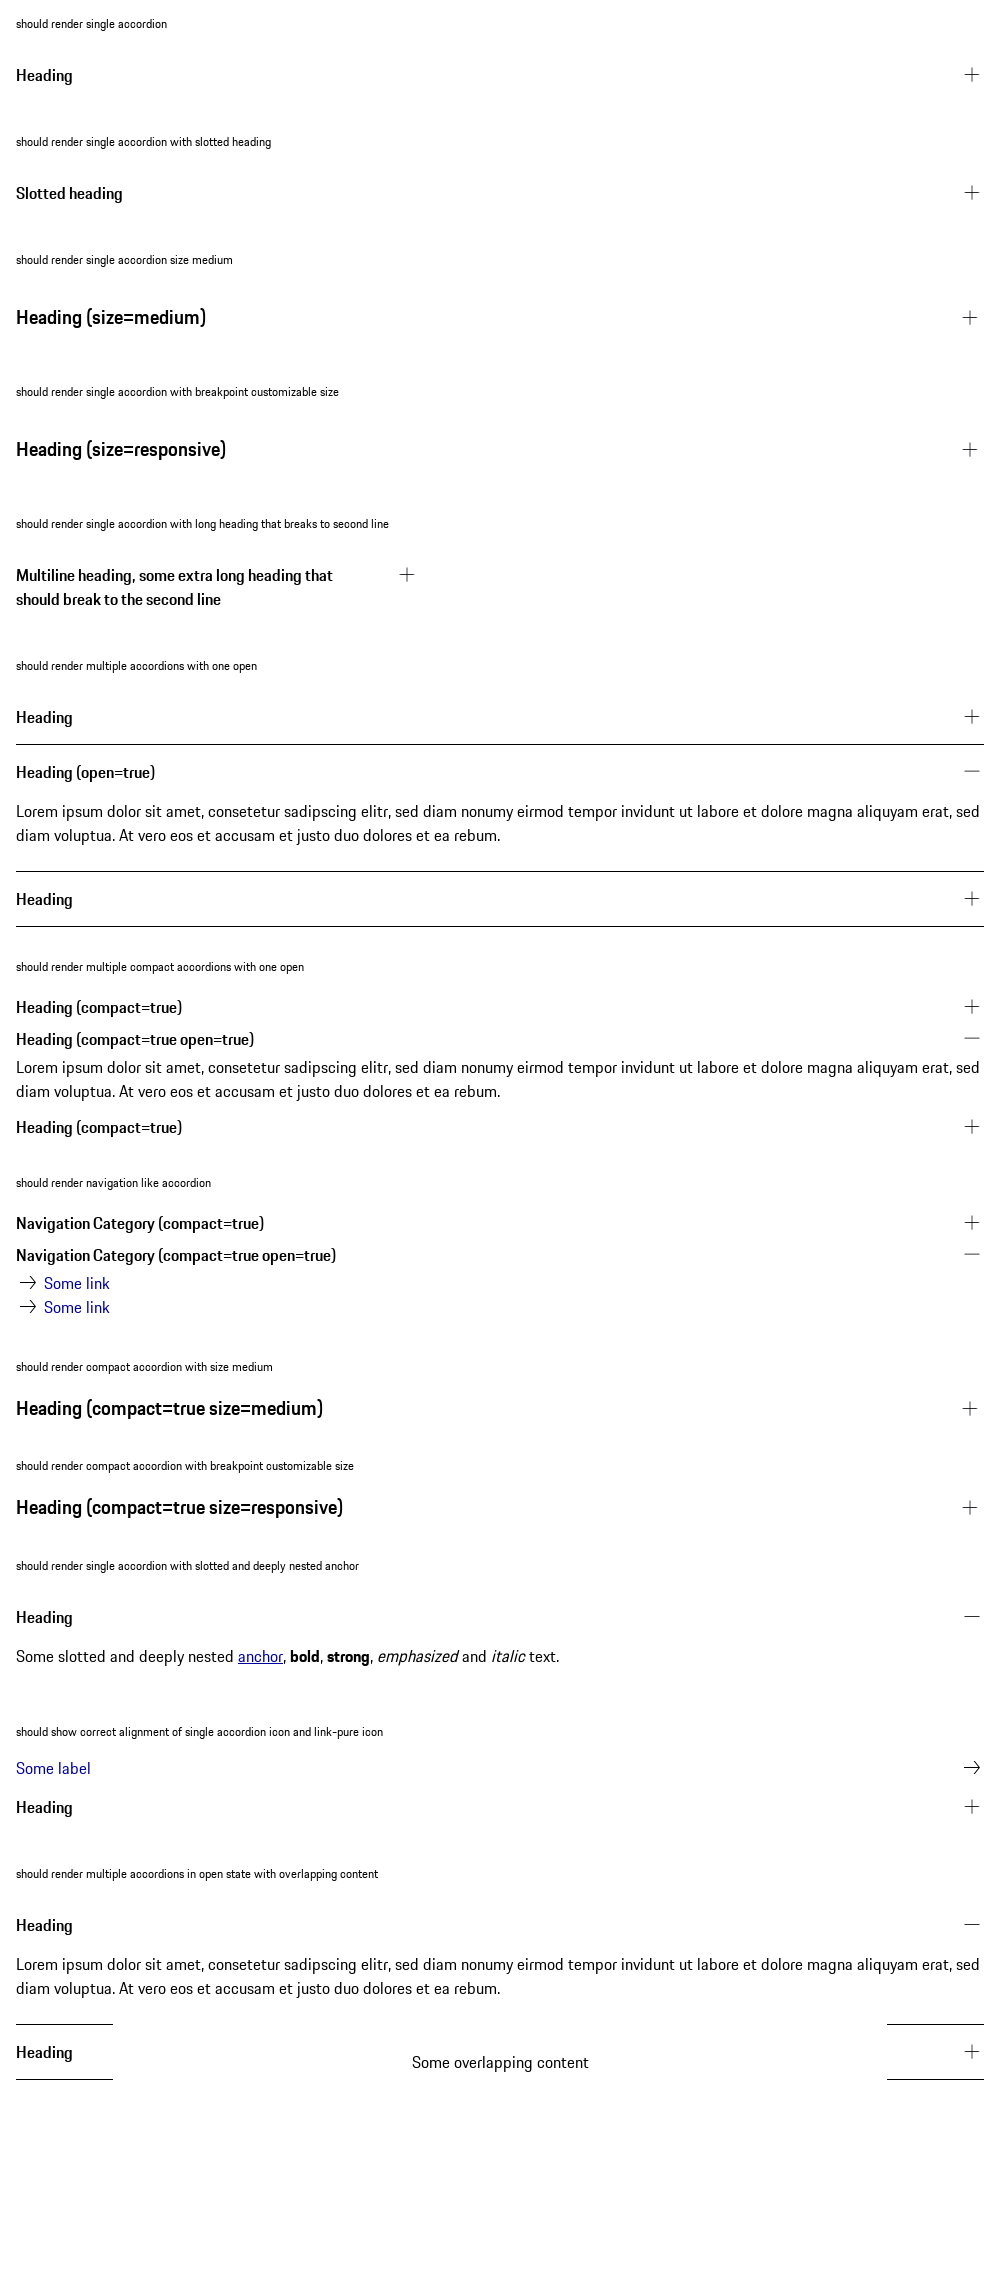 should render single accordion
Heading
should render single accordion with slotted heading
Slotted heading
should render single accordion size medium
Heading (size=medium)
should render single accordion with breakpoint customizable size
Heading (size=responsive)
should render single accordion with long heading that breaks to second line
Multiline heading, some extra long heading that
should break to the second line
should render multiple accordions with one open
Heading
Heading (open=true)
Lorem ipsum dolor sit amet, consetetur sadipscing elitr, sed diam nonumy eirmod tempor invidunt ut labore et dolore magna aliquyam erat, sed
diam voluptua. At vero eos et accusam et justo duo dolores et ea rebum.
Heading
should render multiple compact accordions with one open
Heading (compact=true)
Heading (compact=true open=true)
Lorem ipsum dolor sit amet, consetetur sadipscing elitr, sed diam nonumy eirmod tempor invidunt ut labore et dolore magna aliquyam erat, sed
diam voluptua. At vero eos et accusam et justo duo dolores et ea rebum.
Heading (compact=true)
should render navigation like accordion
Navigation Category (compact=true)
Navigation Category (compact=true open=true)
Some link
Some link
should render compact accordion with size medium
Heading (compact=true size=medium)
should render compact accordion with breakpoint customizable size
Heading (compact=true size=responsive)
should render single accordion with slotted and deeply nested anchor
Heading
Some slotted and deeply nested anchor, bold, strong, emphasized and italic text.
should show correct alignment of single accordion icon and link-pure icon
Some label
Heading
should render multiple accordions in open state with overlapping content
Heading
Lorem ipsum dolor sit amet, consetetur sadipscing elitr, sed diam nonumy eirmod tempor invidunt ut labore et dolore magna aliquyam erat, sed
diam voluptua. At vero eos et accusam et justo duo dolores et ea rebum.
Heading
Some overlapping content